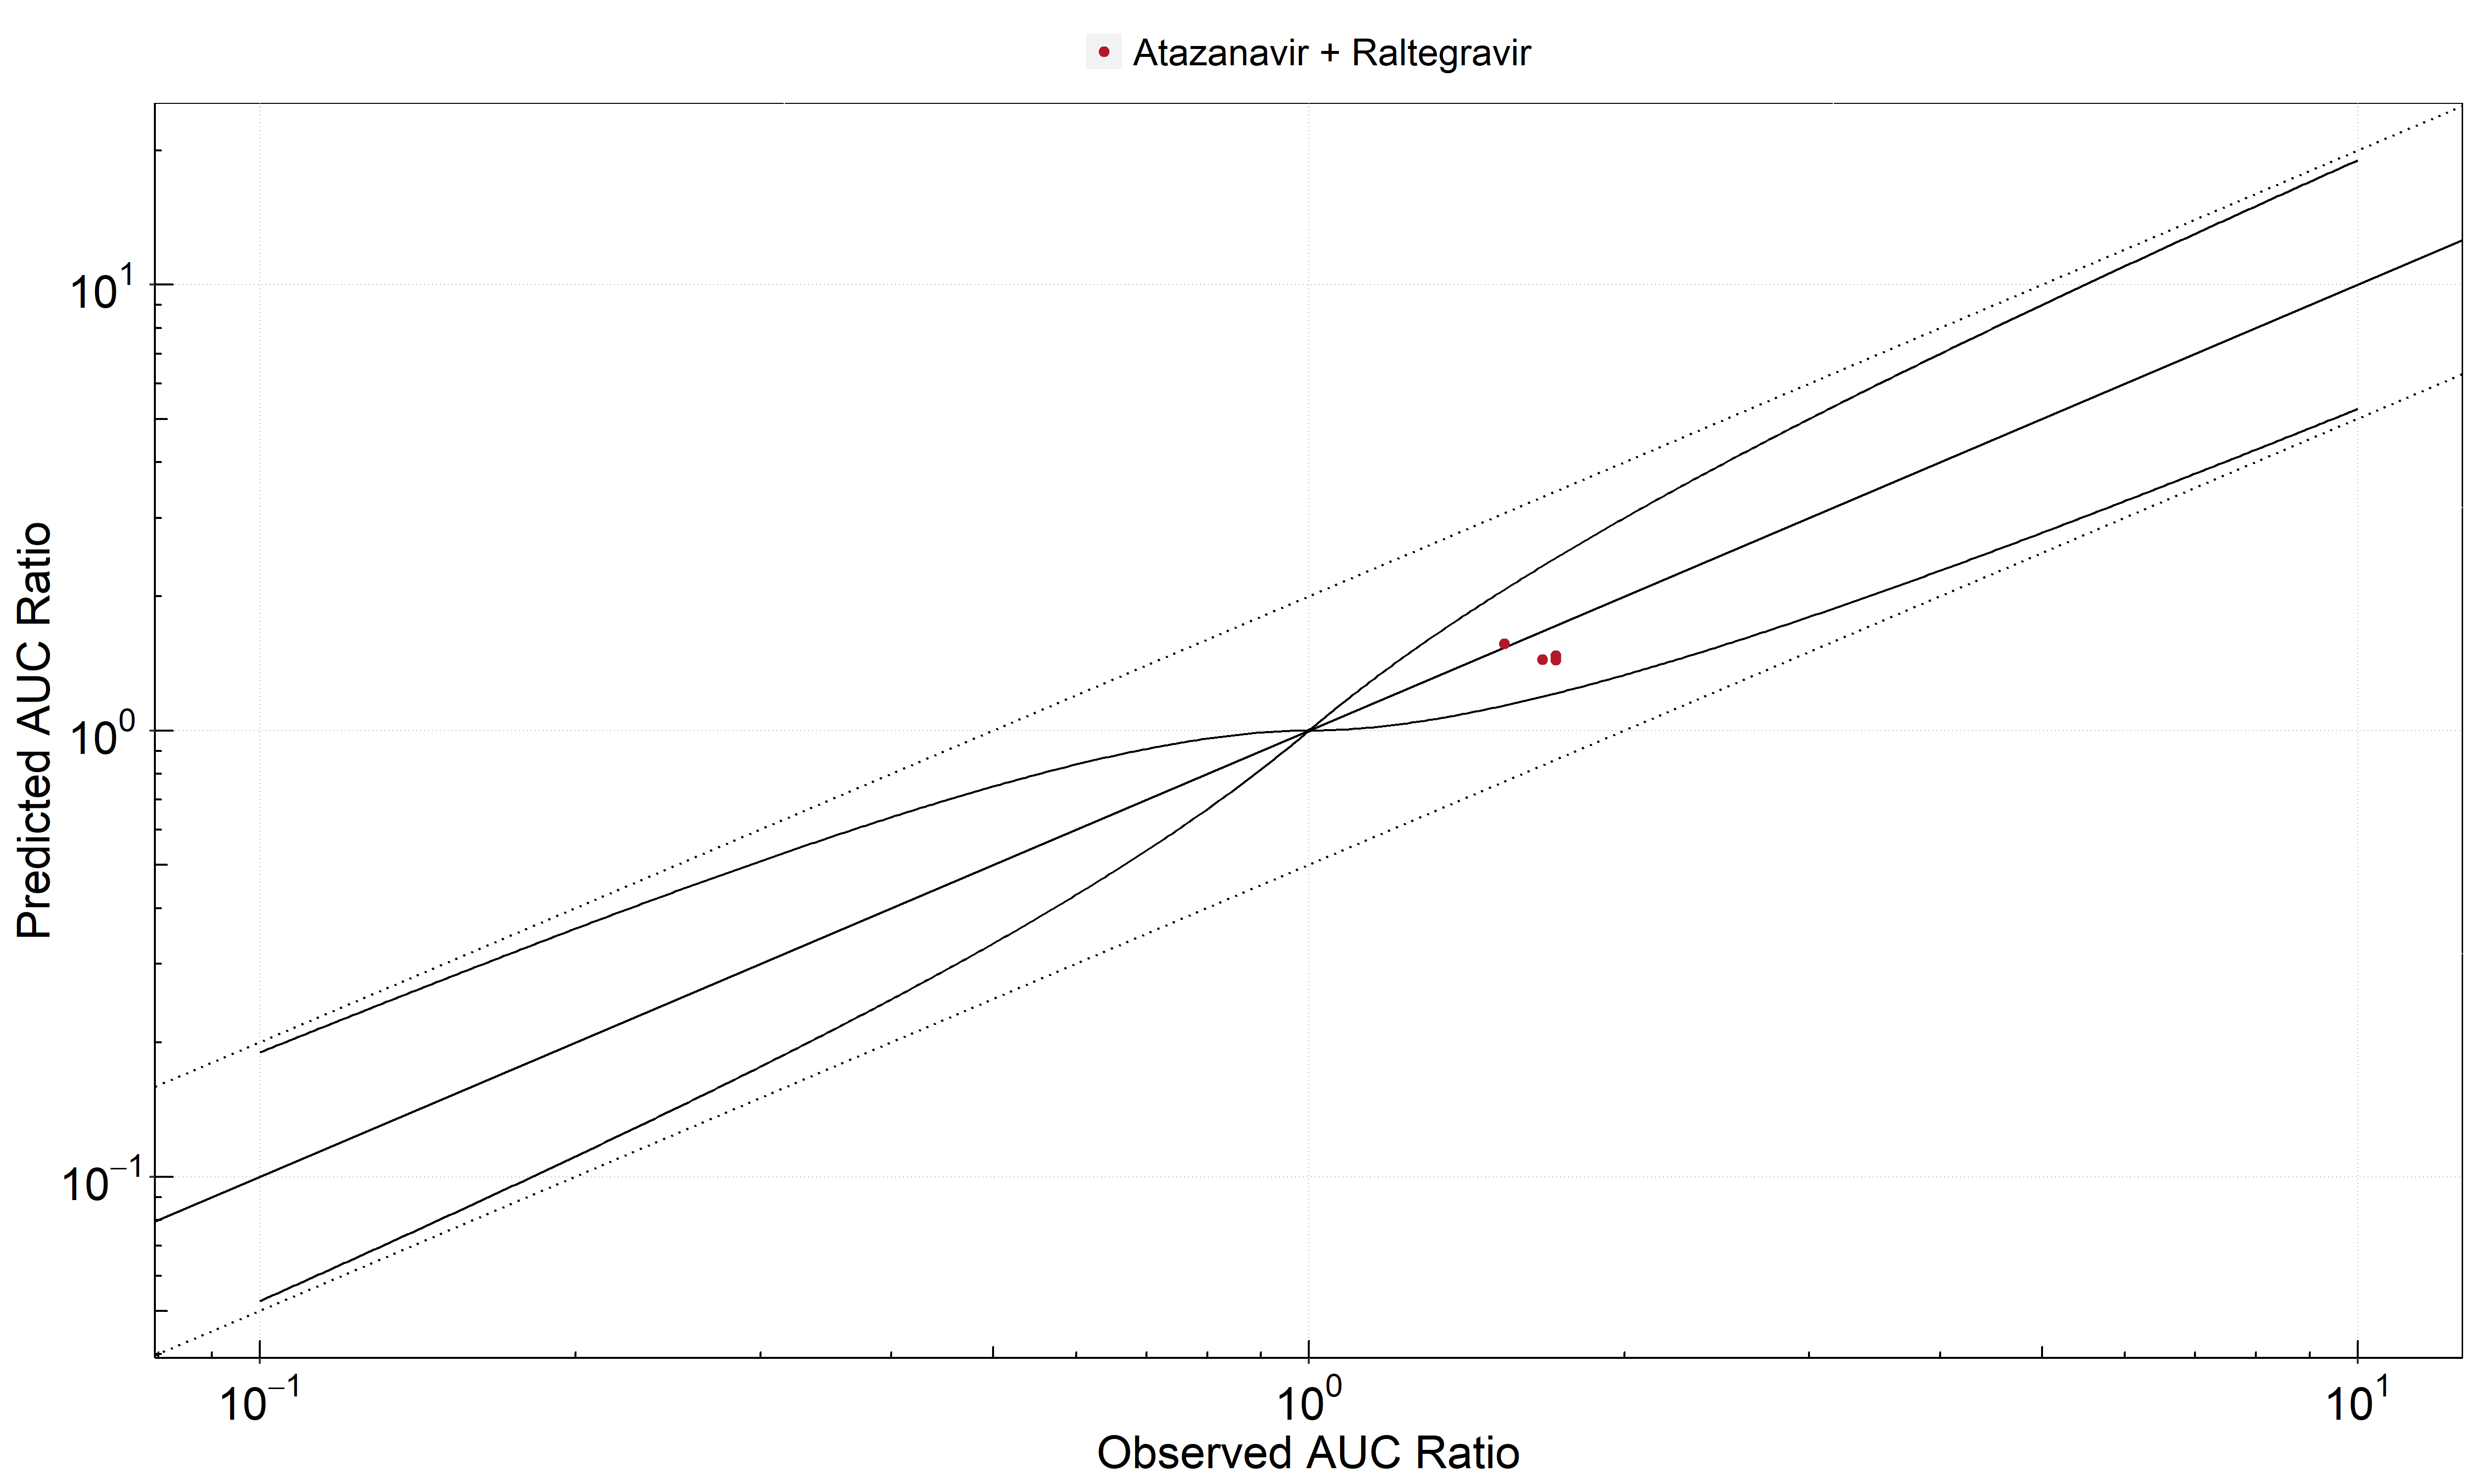 Atazanavir + Raltegravir
Predicted AUC Ratio
10¹
10⁰
10⁻¹
10⁻¹ 10⁰ 10¹
Observed AUC Ratio